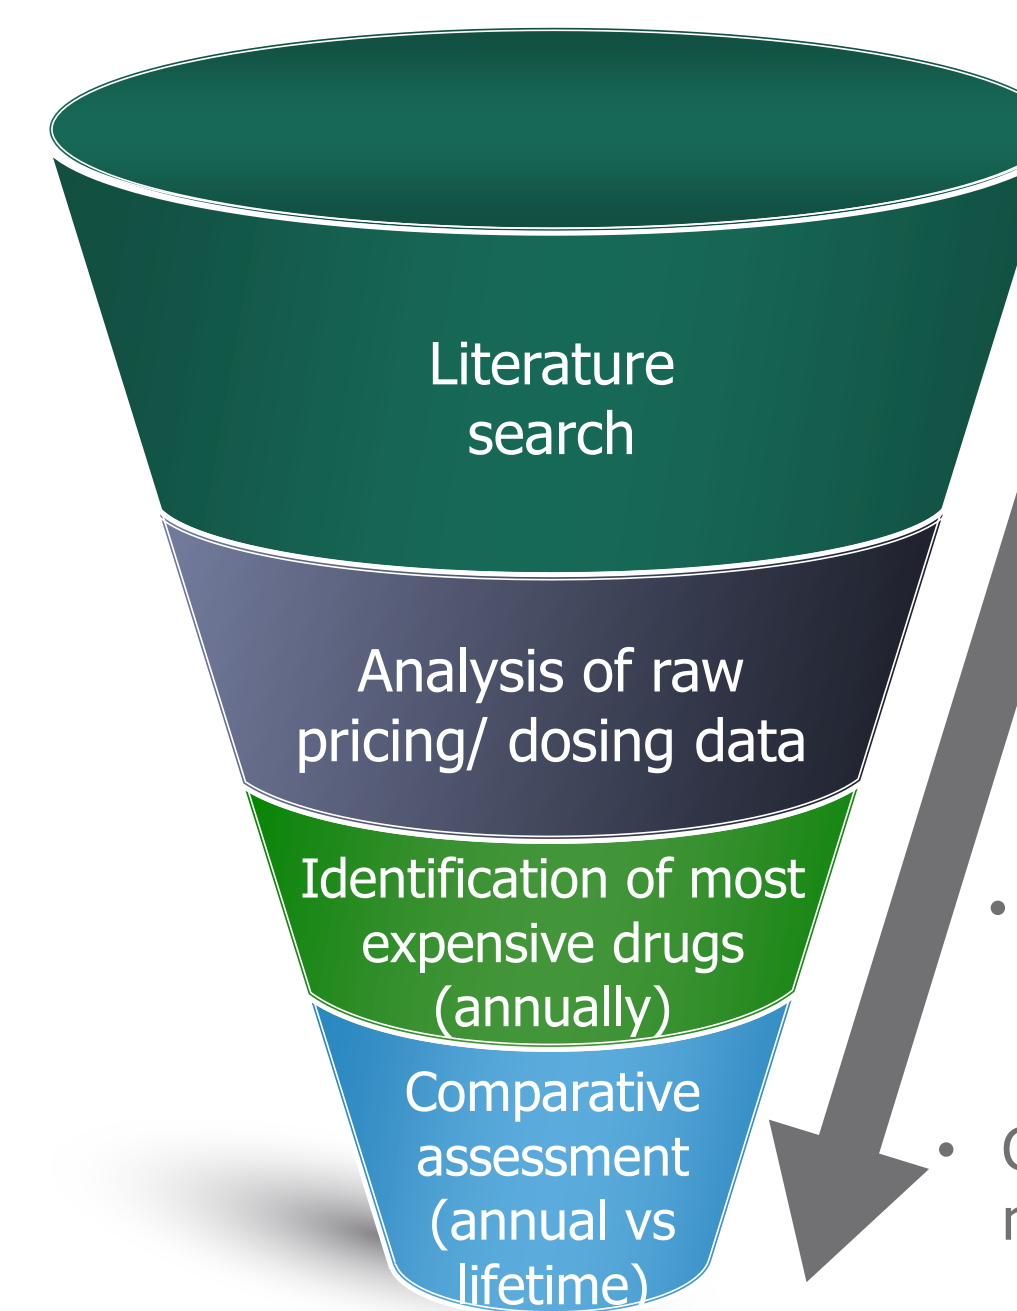 Literature
search
Analysis of raw
pricing/ dosing data
Identification of most
expensive drugs
(annually)
Comparative
assessment
(annual vs
lifetime)